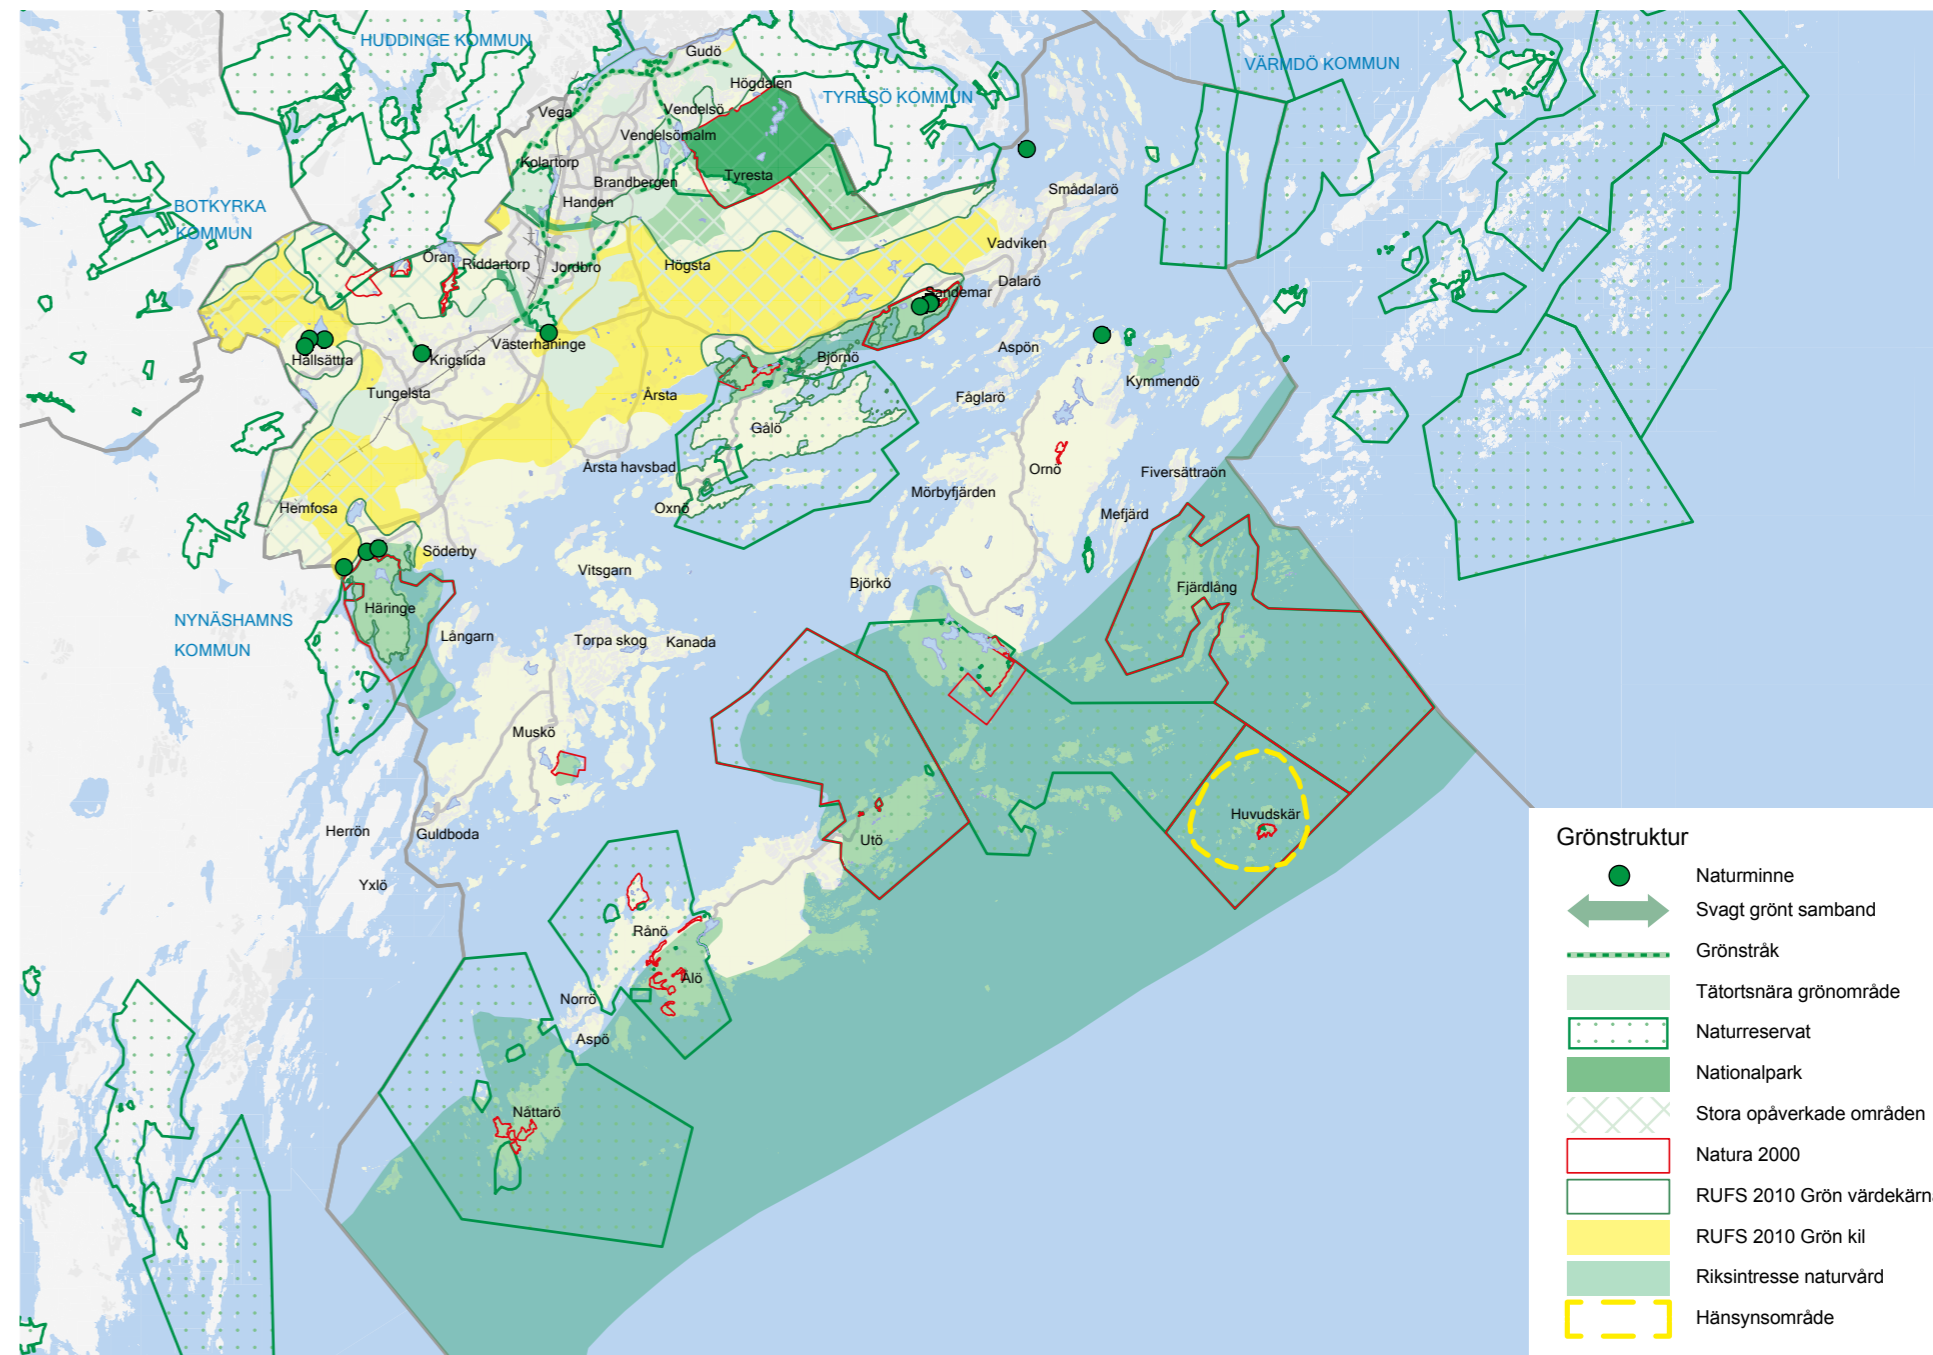 HUDDINGE KOMMUN
Gudö
VÄRMDÖ KOMMUN
Högdalen
TYRESÖ KOMMUN
Vega
Vendelsö
Vendelsömalm
Kolartorp
Tyresta
Brandbergen
Smådalarö
Handen
BOTKYRKA
KOMMUN
Vadviken
Öran
Riddartorp
Jordbro
Högsta
Dalarö
Sandemar
Västerhaninge
Aspön
Hållsättra
Krigslida
Björnö
Kymmendö
Tungelsta
Årsta
Fåglarö
Gålö
Årsta havsbad
Ornö
Fiversättraön
Mörbyfjärden
Hemfosa
Oxnö
Mefjärd
Söderby
Vitsgarn
Björkö
Fjärdlång
Häringe
NYNÄSHAMNS
KOMMUN
Långarn
Torpa skog
Kanada
Muskö
Huvudskär
Herrön
Guldboda
Utö
Yxlö
Rånö
Ålö
Norrö
Aspö
Nåttarö
Grönstruktur
Naturminne
Svagt grönt samband
Grönstråk
Tätortsnära grönområde
Naturreservat
Nationalpark
Stora opåverkade områden
Natura 2000
RUFS 2010 Grön värdekärna
RUFS 2010 Grön kil
Riksintresse naturvård
Hänsynsområde